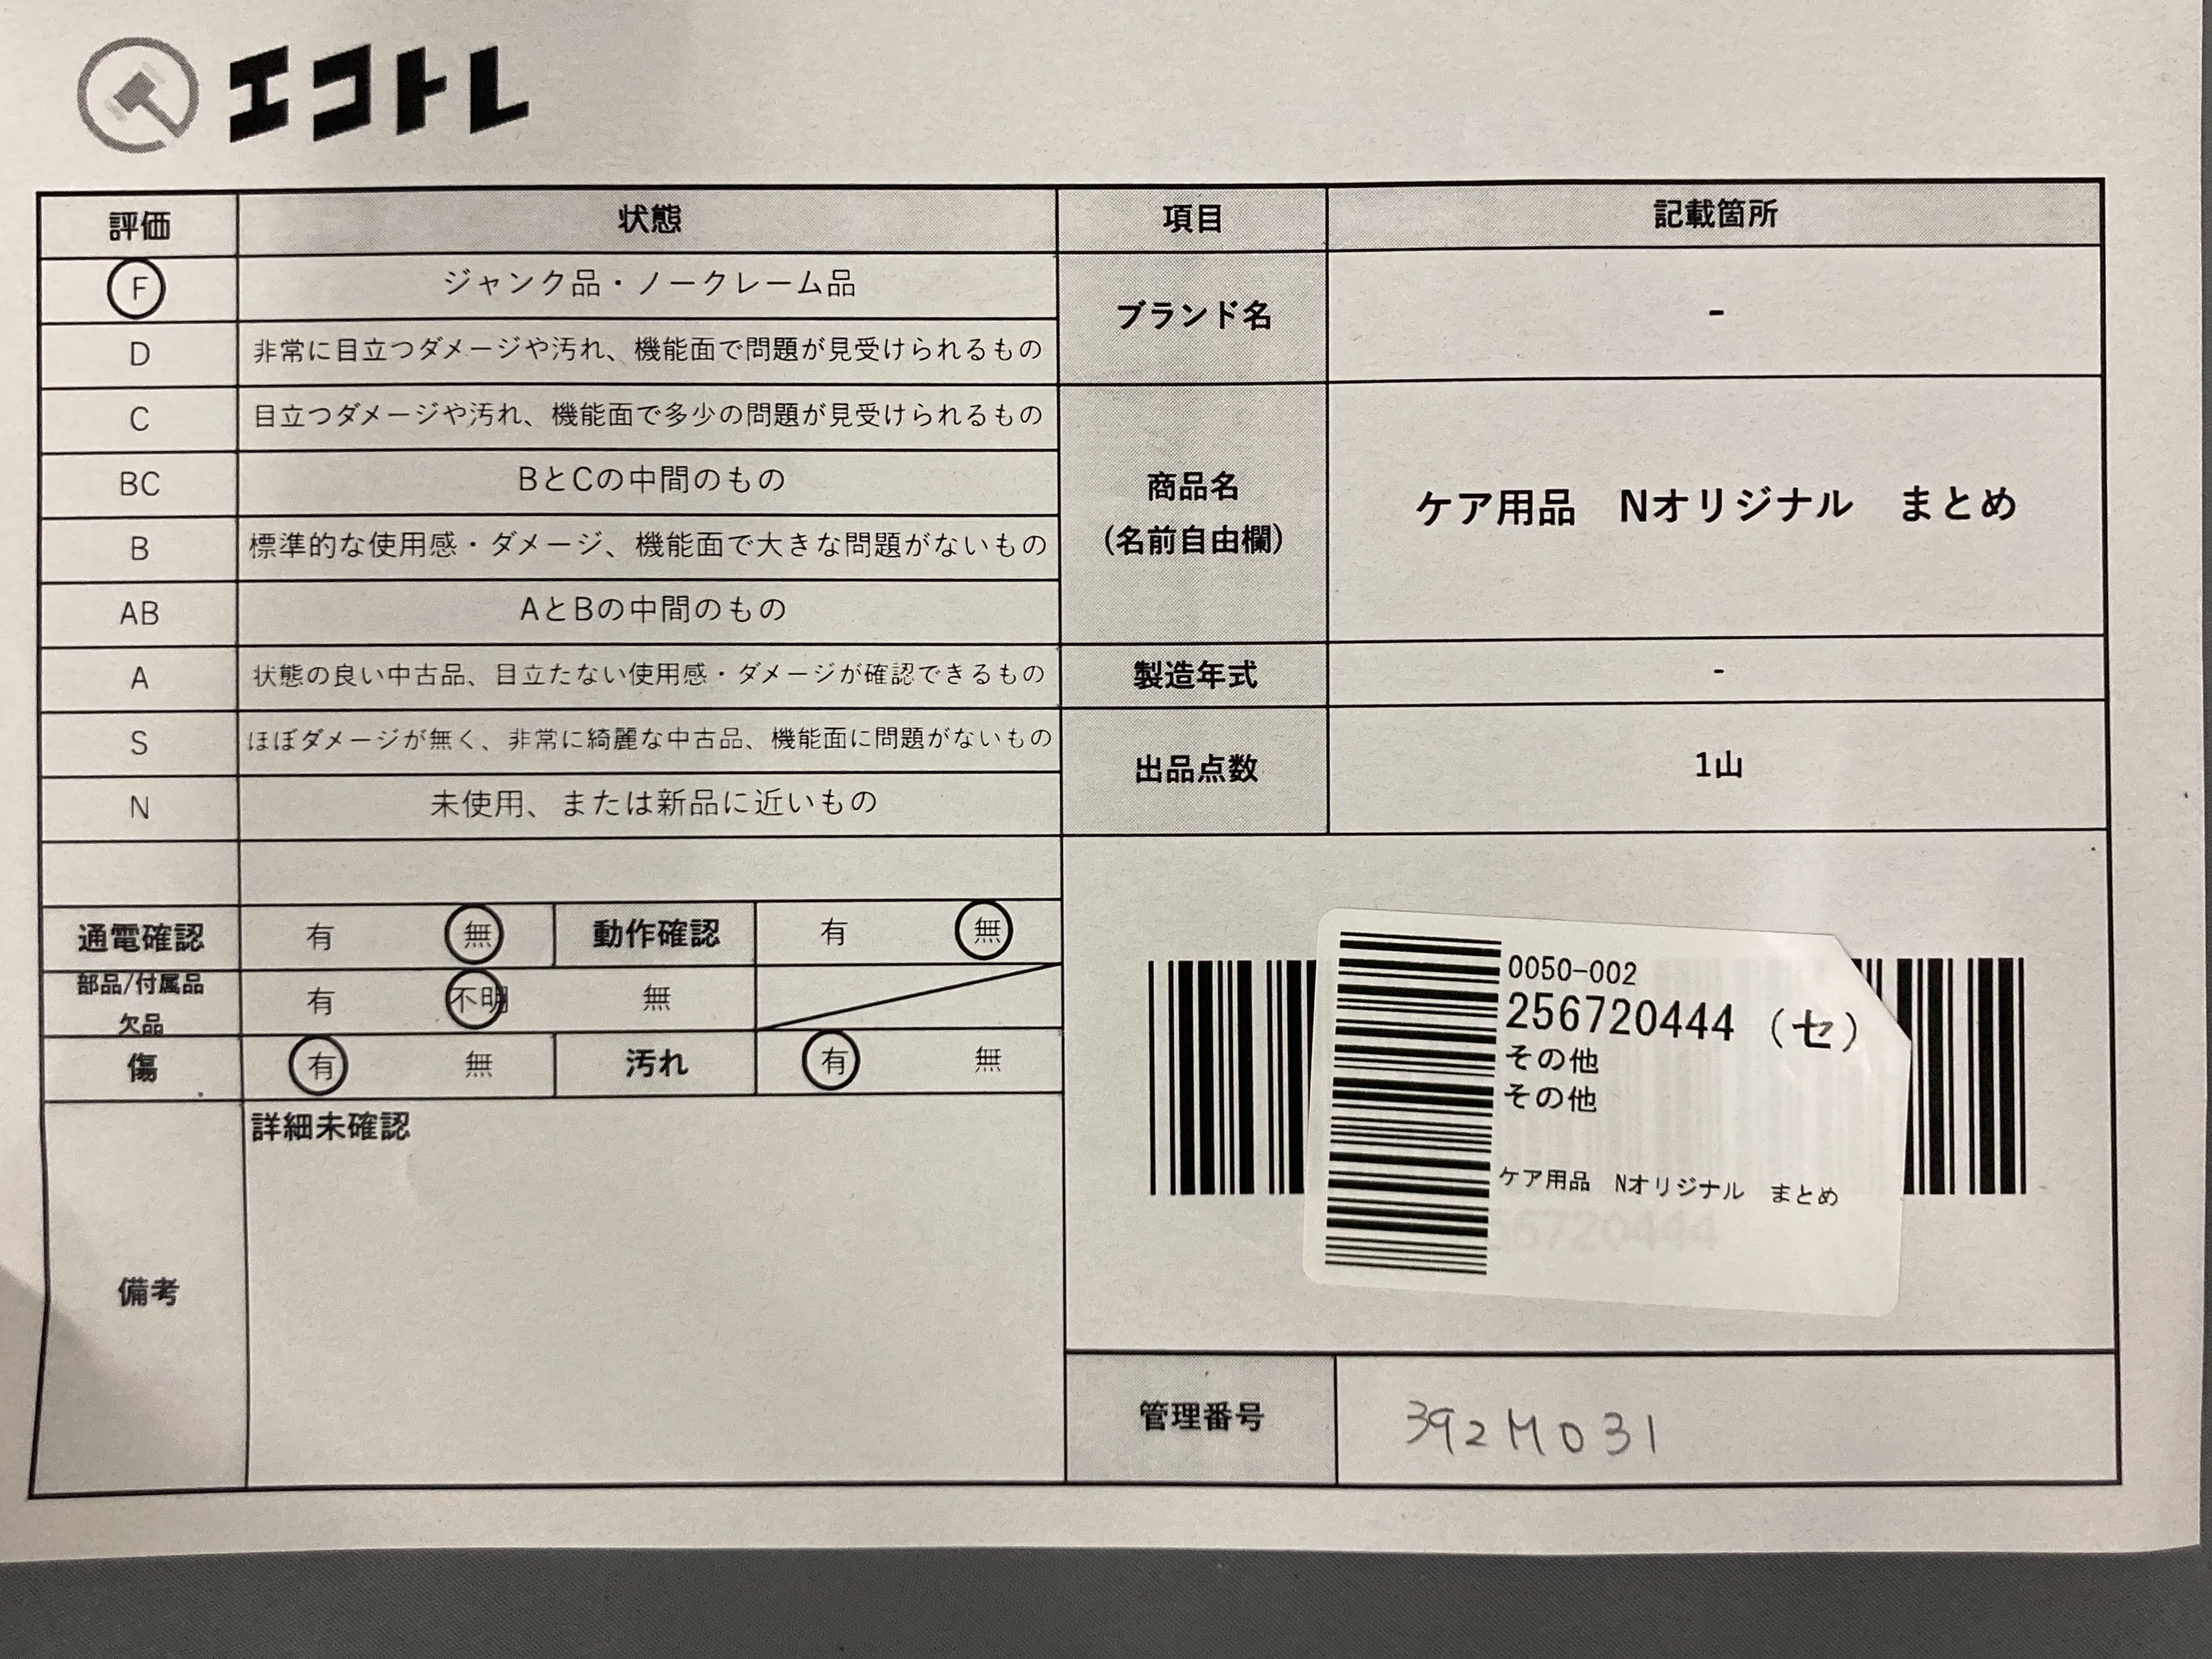 エコトレ
評価 状態 項目 記載箇所
F ジャンク品・ノークレーム品
ブランド名 -
D 非常に目立つダメージや汚れ、機能面で問題が見受けられるもの
C 目立つダメージや汚れ、機能面で多少の問題が見受けられるもの
BC BとCの中間のもの
商品名
(名前自由欄)
ケア用品 Nオリジナル まとめ
B 標準的な使用感・ダメージ、機能面で大きな問題がないもの
AB AとBの中間のもの
A 状態の良い中古品、目立たない使用感・ダメージが確認できるもの
製造年式 -
S ほぼダメージが無く、非常に綺麗な中古品、機能面に問題がないもの
出品点数 1山
N 未使用、または新品に近いもの
通電確認 有 無 動作確認 有 無
部品/付属品
欠品
有 不明 無
傷 有 無 汚れ 有 無
備考
詳細未確認
0050-002
256720444 (セ)
その他
その他
ケア用品 Nオリジナル まとめ
56720444
管理番号 392M031